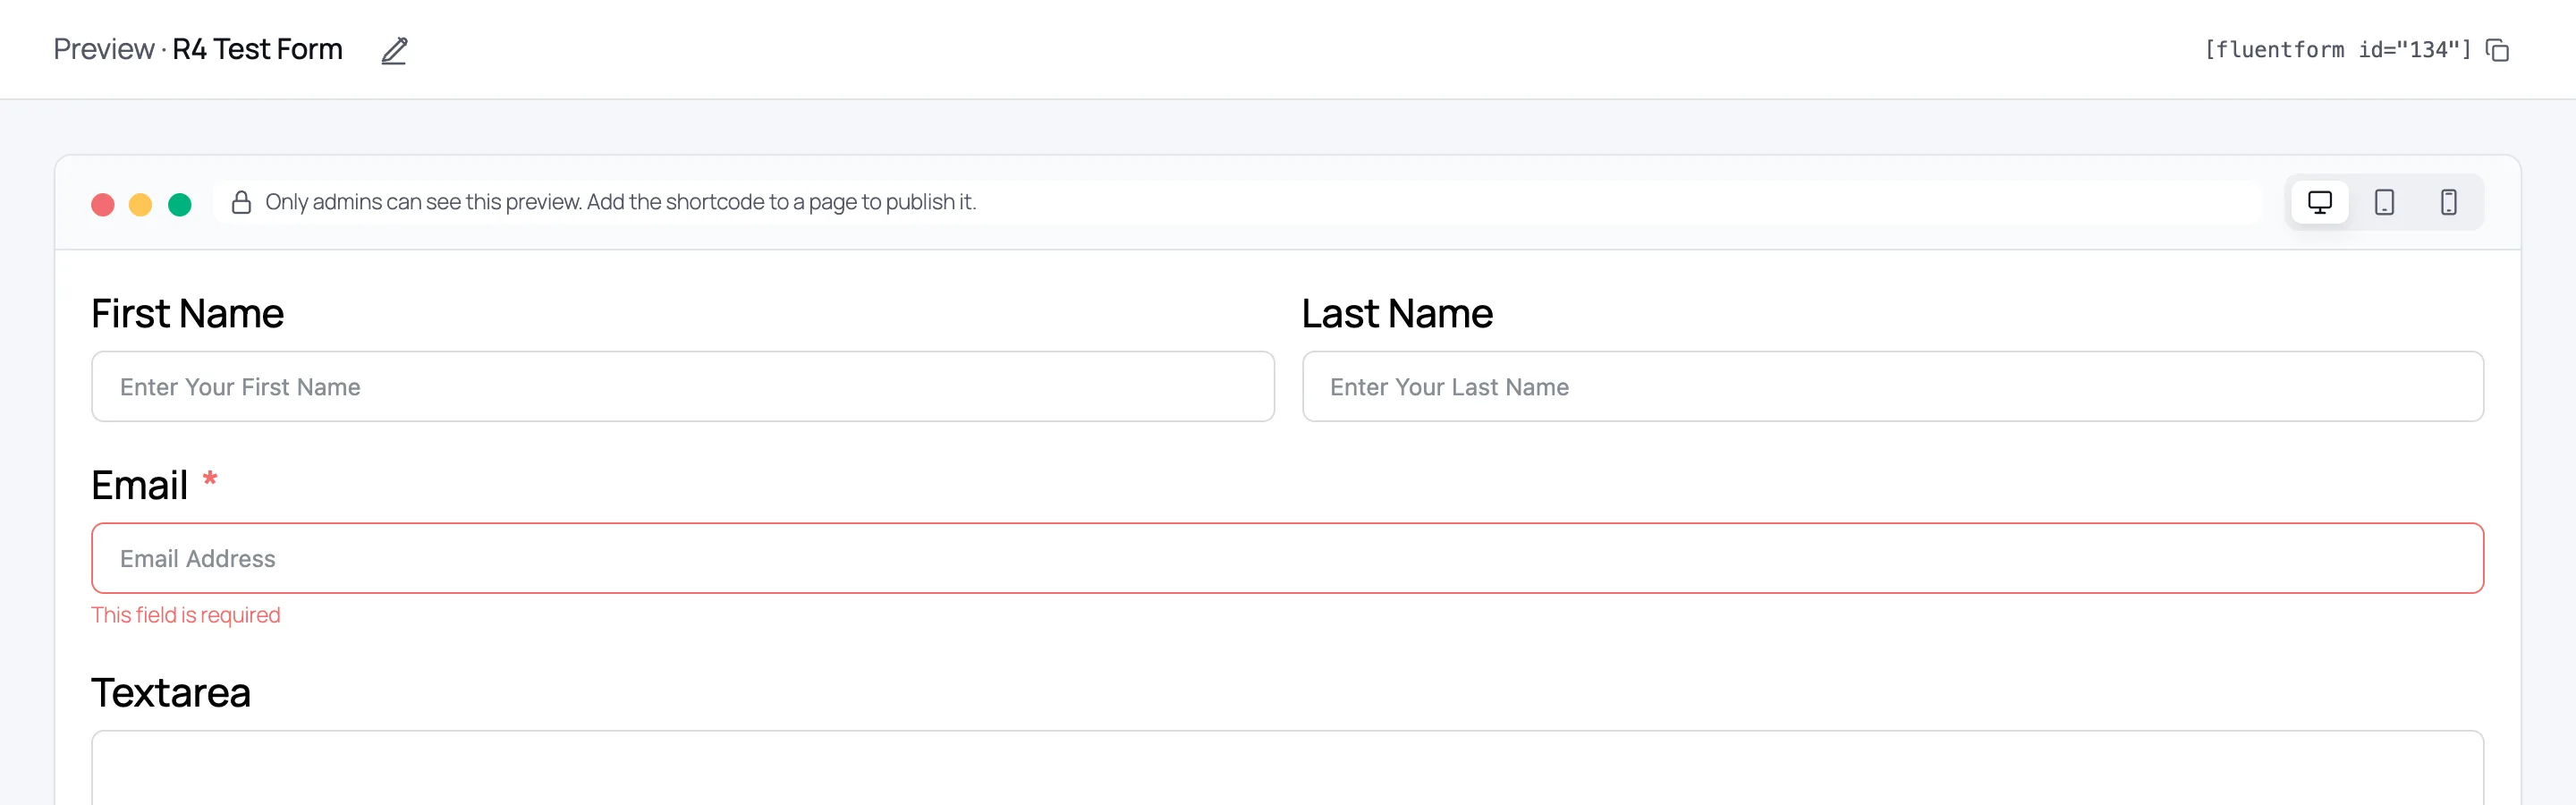 Preview · R4 Test Form
[fluentform id="134"]
Only admins can see this preview. Add the shortcode to a page to publish it.
First Name
Last Name
Enter Your First Name
Enter Your Last Name
Email *
Email Address
This field is required
Textarea